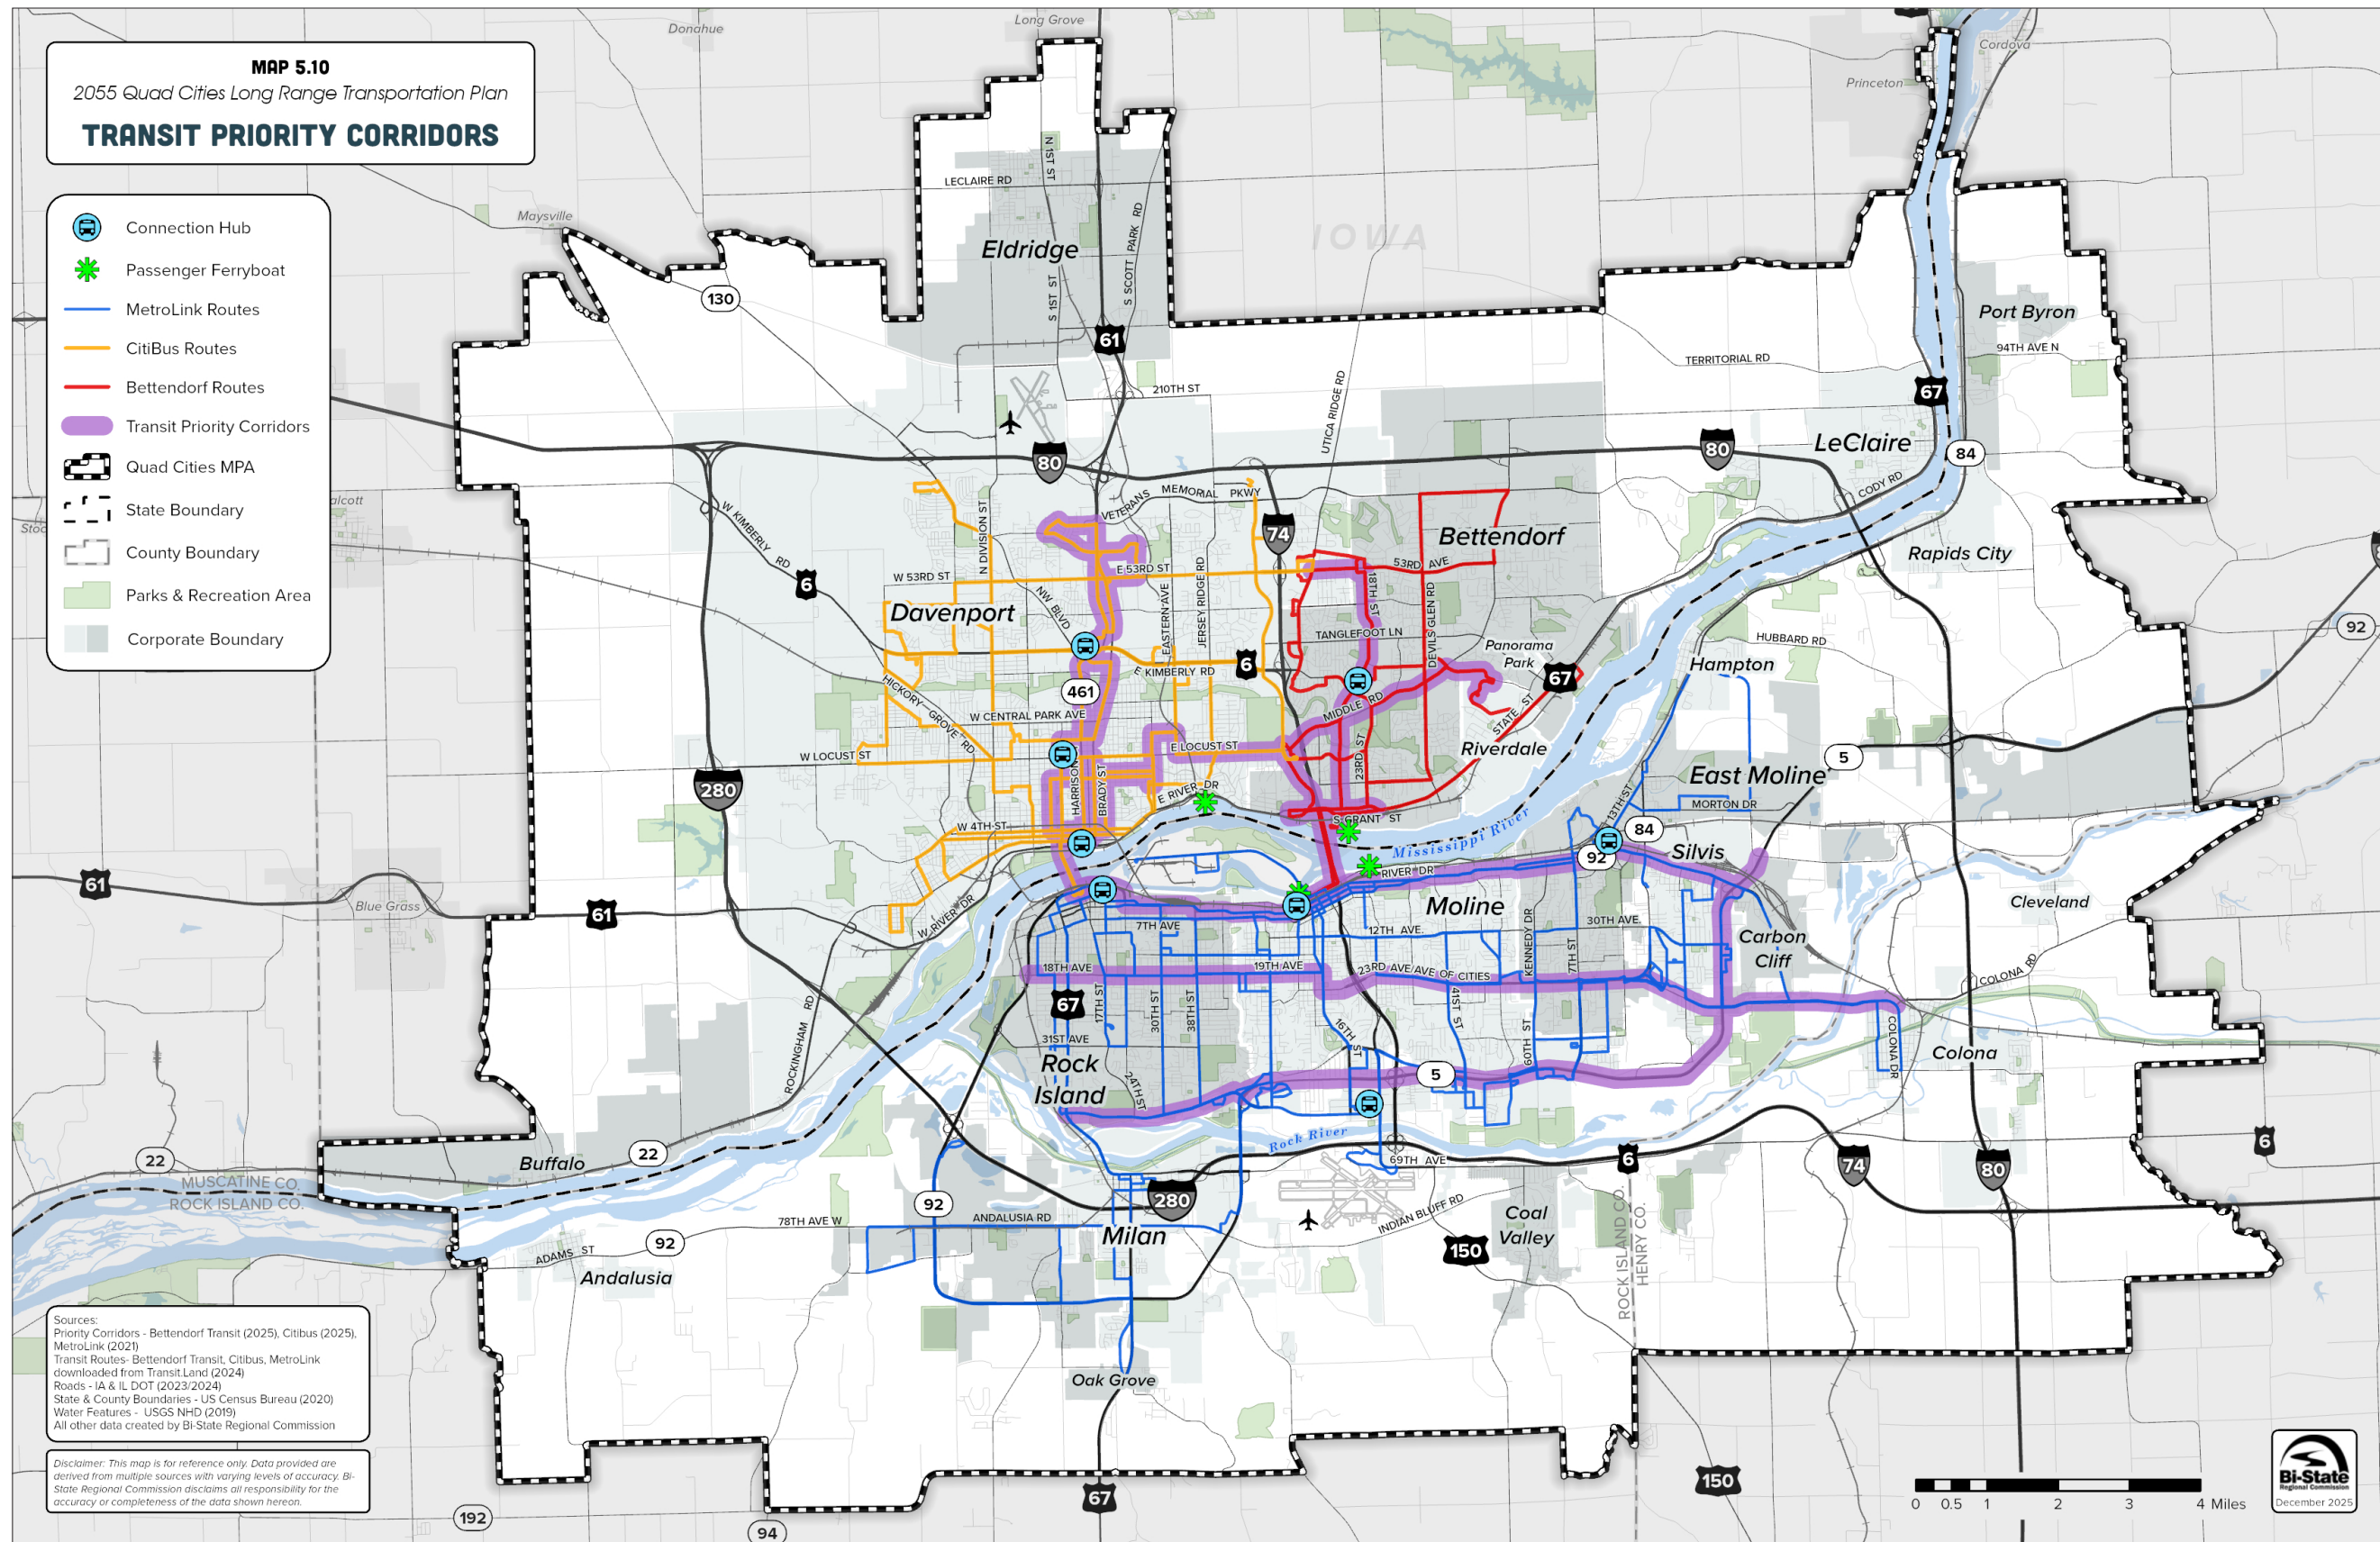 MAP 5.10
2055 Quad Cities Long Range Transportation Plan
TRANSIT PRIORITY CORRIDORS
Connection Hub
Passenger Ferryboat
MetroLink Routes
CitiBus Routes
Bettendorf Routes
Transit Priority Corridors
Quad Cities MPA
State Boundary
County Boundary
Parks & Recreation Area
Corporate Boundary
Donahue
Long Grove
Cordova
Princeton
Maysville
N 1ST ST
LECLAIRE RD
S SCOTT PARK RD
IOWA
Eldridge
S 1ST ST
130
61
Port Byron
94TH AVE N
TERRITORIAL RD
UTICA RIDGE RD
210TH ST
67
LeClaire
84
80
80
CODY RD
VETERANS MEMORIAL PKWY
alcott
Stoc
W KIMBERLY RD
N DIVISION ST
74
Bettendorf
Rapids City
6
W 53RD ST
E 53RD ST
53RD AVE
18TH ST
NW BLVD
EASTERN AVE
JERSEY RIDGE RD
DEVILS GLEN RD
Davenport
TANGLEFOOT LN
Panorama
Park
HUBBARD RD
92
Hampton
6
E KIMBERLY RD
67
461
HICKORY GROVE RD
MIDDLE RD
STATE ST
W CENTRAL PARK AVE
E LOCUST ST
23RD ST
Riverdale
W LOCUST ST
5
East Moline
HARRISON
BRADY ST
280
E RIVER DR
MORTON DR
13TH ST
S GRANT ST
W 4TH ST
Mississippi River
84
92
Silvis
RIVER DR
61
Blue Grass
61
W RIVER DR
Moline
Cleveland
7TH AVE
12TH AVE
30TH AVE
KENNEDY DR
7TH ST
Carbon
Cliff
18TH AVE
19TH AVE
23RD AVE/AVE OF CITIES
COLONA RD
67
17TH ST
30TH ST
38TH ST
41ST ST
16TH ST
60TH ST
COLONA DR
31ST AVE
ROCKINGHAM RD
Rock
Island
24TH ST
5
Colona
Rock River
22
22
Buffalo
69TH AVE
6
6
74
80
MUSCATINE CO.
ROCK ISLAND CO.
280
92
78TH AVE W
ANDALUSIA RD
INDIAN BLUFF RD
Coal
Valley
ROCK ISLAND CO.
HENRY CO.
Milan
92
ADAMS ST
Andalusia
150
Oak Grove
Sources:
Priority Corridors - Bettendorf Transit (2025), Citibus (2025),
MetroLink (2021)
Transit Routes- Bettendorf Transit, Citibus, MetroLink
downloaded from Transit.Land (2024)
Roads - IA & IL DOT (2023/2024)
State & County Boundaries - US Census Bureau (2020)
Water Features - USGS NHD (2019)
All other data created by Bi-State Regional Commission
Disclaimer: This map is for reference only. Data provided are
derived from multiple sources with varying levels of accuracy. Bi-
State Regional Commission disclaims all responsibility for the
accuracy or completeness of the data shown hereon.
192
94
67
150
0 0.5 1 2 3 4 Miles
Bi-State
Regional Commission
December 2025